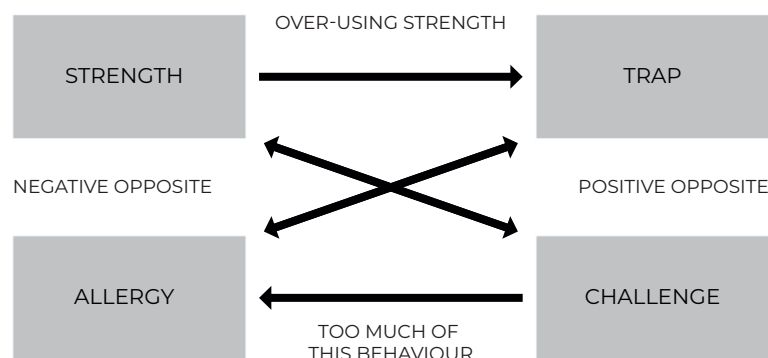 OVER-USING STRENGTH
STRENGTH
TRAP
NEGATIVE OPPOSITE
POSITIVE OPPOSITE
ALLERGY
CHALLENGE
TOO MUCH OF
THIS BEHAVIOUR